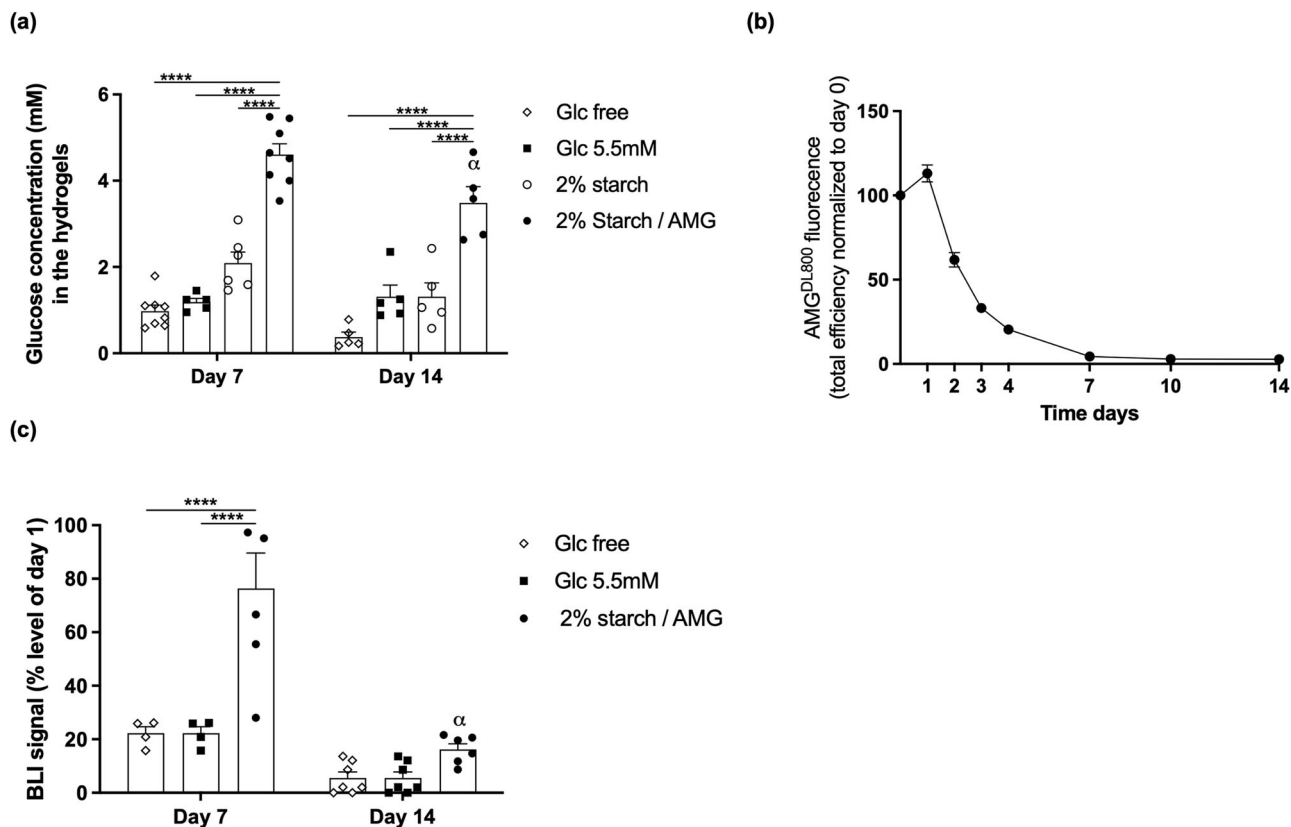 (a)
Glucose concentration (mM)
in the hydrogels
6
4
2
0
****
****
****
****
****
****
α
Day 7
Day 14
Glc free
Glc 5.5mM
2% starch
2% Starch / AMG
(b)
AMG^DL800 fluorecence
(total efficiency normalized to day 0)
150
100
50
0
1 2 3 4 7 10 14
Time days
(c)
BLI signal (% level of day 1)
100
80
60
40
20
0
****
****
α
Day 7
Day 14
Glc free
Glc 5.5mM
2% starch / AMG